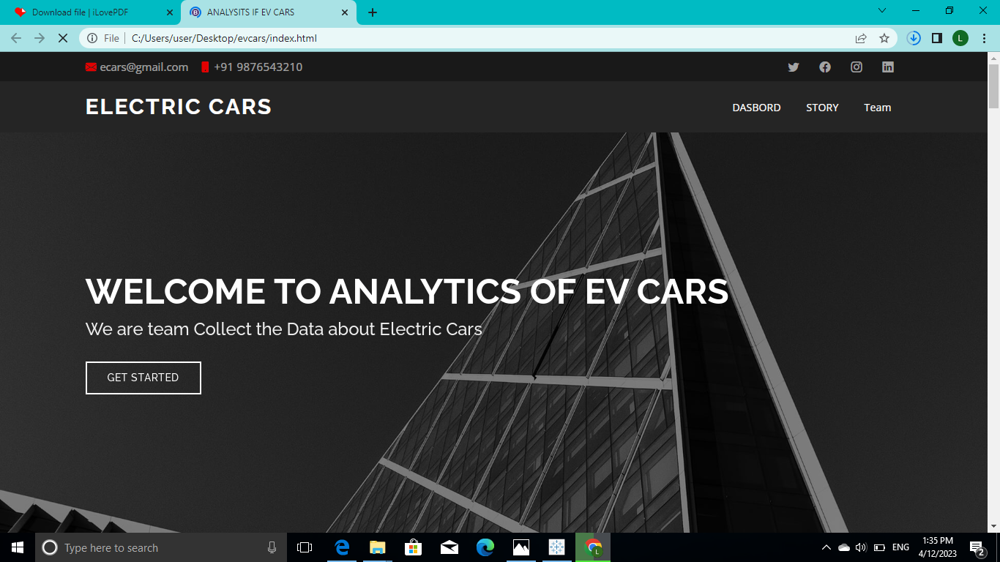 Download file | iLovePDF
ANALYSITS IF EV CARS
File
C:/Users/user/Desktop/evcars/index.html
L
ecars@gmail.com
+91 9876543210
ELECTRIC CARS
DASBORD
STORY
Team
WELCOME TO ANALYTICS OF EV CARS
We are team Collect the Data about Electric Cars
GET STARTED
Type here to search
L
ENG
1:35 PM
4/12/2023
2